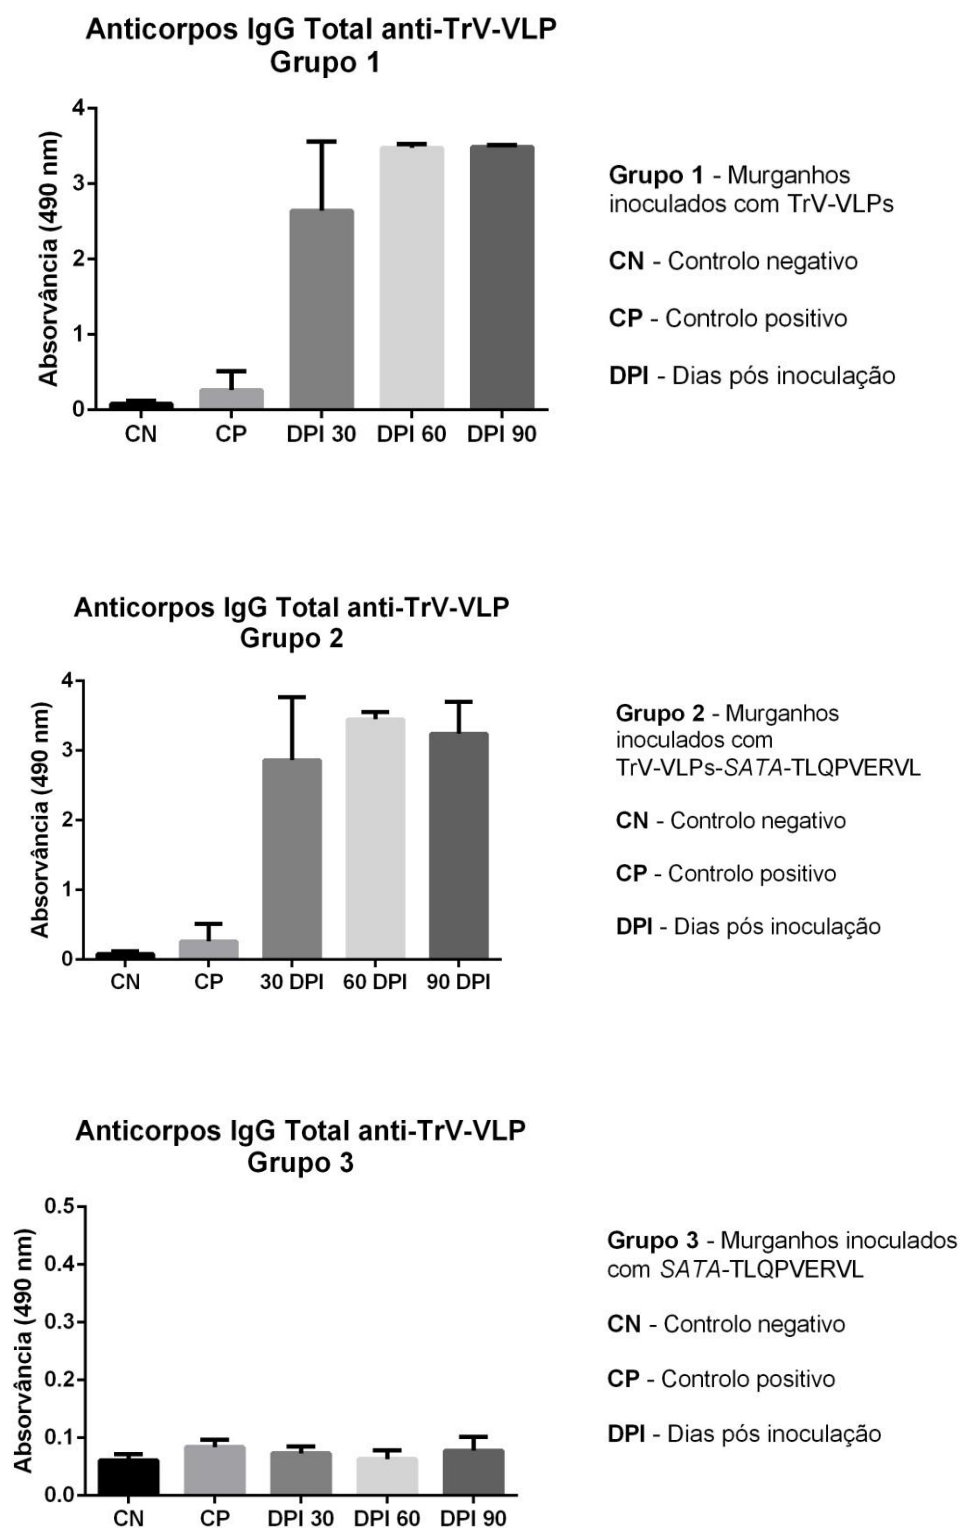 Anticorpos IgG Total anti-TrV-VLP
Grupo 1
Absorvância (490 nm)
4
3
2
1
0
CN CP DPI 30 DPI 60 DPI 90
Grupo 1 - Murganhos
inoculados com TrV-VLPs
CN - Controlo negativo
CP - Controlo positivo
DPI - Dias pós inoculação
Anticorpos IgG Total anti-TrV-VLP
Grupo 2
Absorvância (490 nm)
4
3
2
1
0
CN CP 30 DPI 60 DPI 90 DPI
Grupo 2 - Murganhos
inoculados com
TrV-VLPs-SATA-TLQPVERVL
CN - Controlo negativo
CP - Controlo positivo
DPI - Dias pós inoculação
Anticorpos IgG Total anti-TrV-VLP
Grupo 3
Absorvância (490 nm)
0.5
0.4
0.3
0.2
0.1
0.0
CN CP DPI 30 DPI 60 DPI 90
Grupo 3 - Murganhos inoculados
com SATA-TLQPVERVL
CN - Controlo negativo
CP - Controlo positivo
DPI - Dias pós inoculação